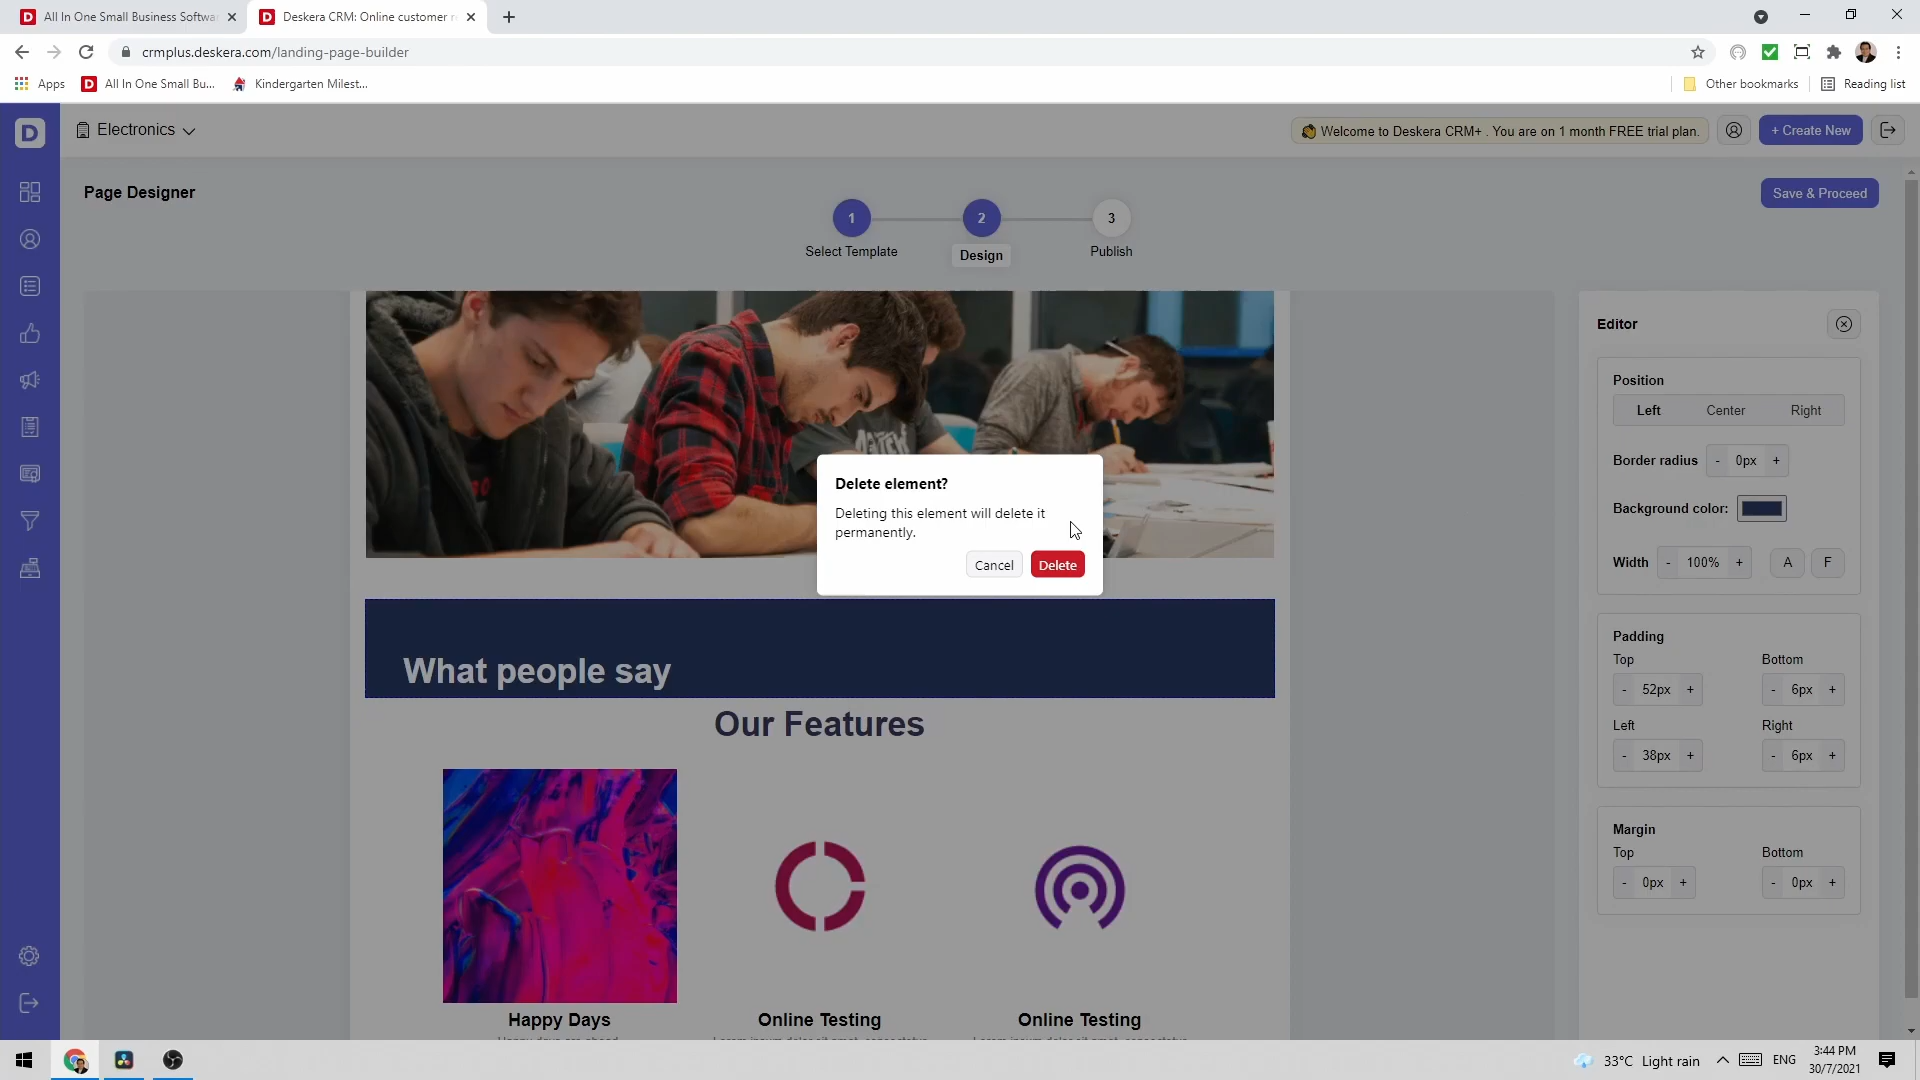 All In One Small Business Softwa
Deskera CRM: Online customer r
crmplus.deskera.com/landing-page-builder
Apps
All In One Small Bu...
Kindergarten Milest...
Other bookmarks
Reading list
D
Electronics
Welcome to Deskera CRM+ . You are on 1 month FREE trial plan.
+ Create New
Page Designer
Save & Proceed
1
2
3
Select Template
Design
Publish
Editor
Position
Left
Center
Right
Border radius
- 0px +
Background color:
Width
- 100% +
A
F
Delete element?
Deleting this element will delete it
permanently.
Cancel
Delete
What people say
Our Features
Happy Days
Online Testing
Online Testing
Padding
Top
Bottom
- 52px +
- 6px +
Left
Right
- 38px +
- 6px +
Margin
Top
Bottom
- 0px +
- 0px +
33°C Light rain
ENG
3:44 PM
30/7/2021